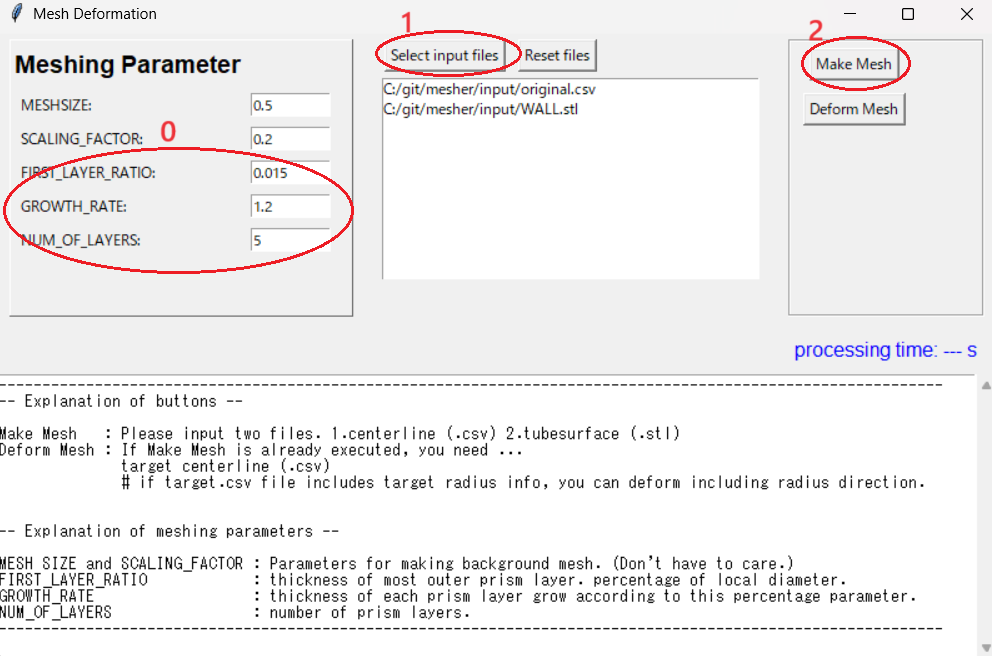 Mesh Deformation
1
2
Meshing Parameter
Select input files
Reset files
Make Mesh
C:/git/mesher/input/original.csv
C:/git/mesher/input/WALL.stl
MESHSIZE:
0.5
Deform Mesh
SCALING_FACTOR:
0
0.2
FIRST_LAYER_RATIO:
0.015
GROWTH_RATE:
1.2
NUM_OF_LAYERS:
5
processing time: --- s
--------------------------------------------------------------------------------
-- Explanation of buttons --
Make Mesh : Please input two files. 1.centerline (.csv) 2.tubesurface (.stl)
Deform Mesh : If Make Mesh is already executed, you need ...
target centerline (.csv)
# if target.csv file includes target radius info, you can deform including radius direction.
-- Explanation of meshing parameters --
MESH SIZE and SCALING_FACTOR : Parameters for making background mesh. (Don't have to care.)
FIRST_LAYER_RATIO : thickness of most outer prism layer. percentage of local diameter.
GROWTH_RATE : thickness of each prism layer grow according to this percentage parameter.
NUM_OF_LAYERS : number of prism layers.
--------------------------------------------------------------------------------